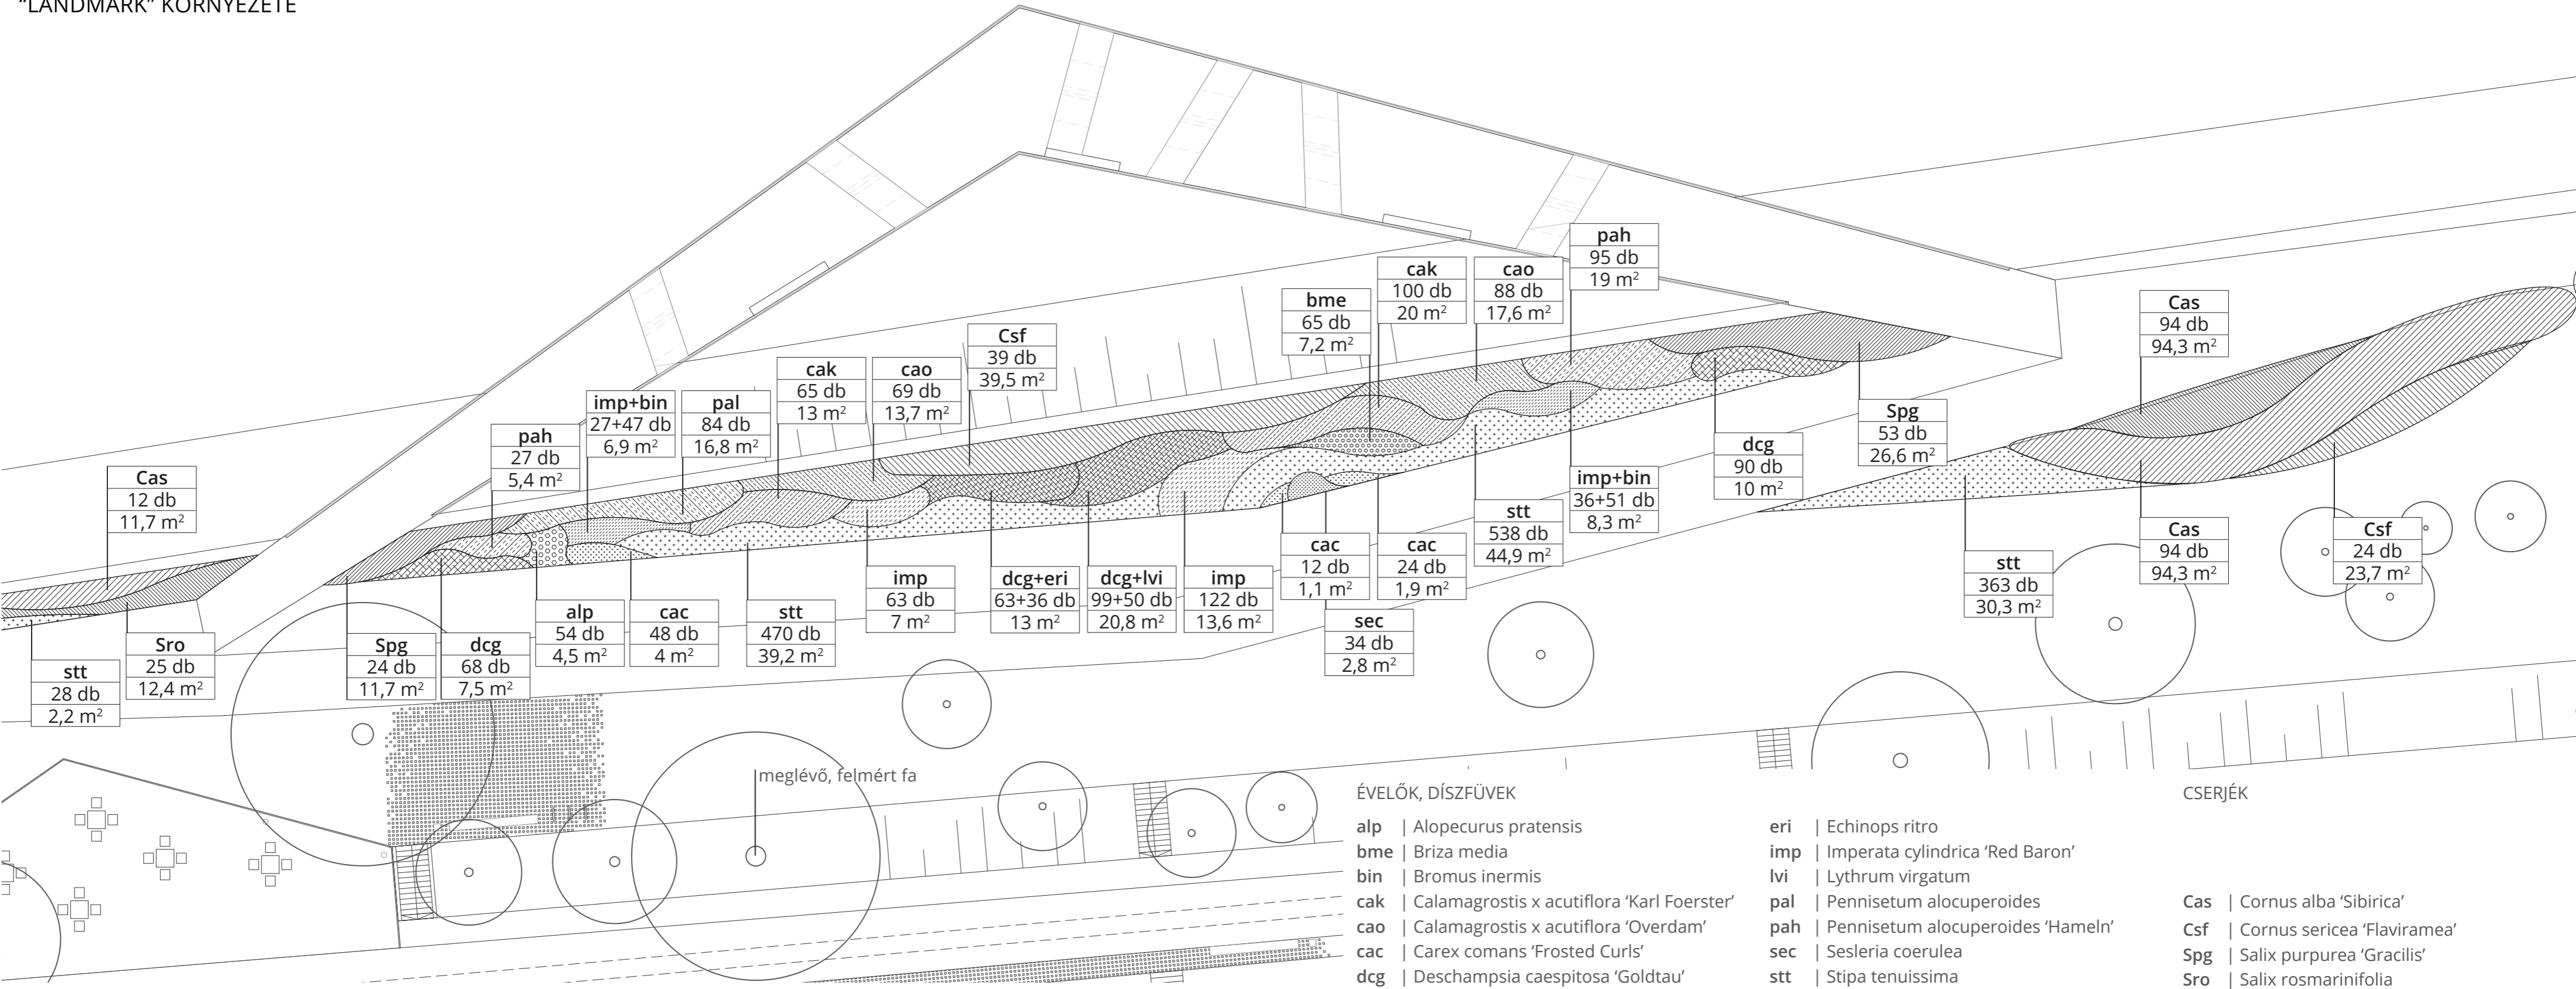 "LANDMARK" KÖRNYEZETE
pah
95 db
19 m²
cak
100 db
20 m²
cao
88 db
17,6 m²
bme
65 db
7,2 m²
Cas
94 db
94,3 m²
Csf
39 db
39,5 m²
cak
65 db
13 m²
cao
69 db
13,7 m²
imp+bin
27+47 db
6,9 m²
pal
84 db
16,8 m²
pah
27 db
5,4 m²
Cas
12 db
11,7 m²
Spg
53 db
26,6 m²
dcg
90 db
10 m²
imp+bin
36+51 db
8,3 m²
stt
538 db
44,9 m²
Cas
94 db
94,3 m²
Csf
24 db
23,7 m²
stt
363 db
30,3 m²
cac
12 db
1,1 m²
cac
24 db
1,9 m²
sec
34 db
2,8 m²
imp
63 db
7 m²
dcg+eri
63+36 db
13 m²
dcg+lvi
99+50 db
20,8 m²
imp
122 db
13,6 m²
alp
54 db
4,5 m²
cac
48 db
4 m²
stt
470 db
39,2 m²
Spg
24 db
11,7 m²
dcg
68 db
7,5 m²
Sro
25 db
12,4 m²
stt
28 db
2,2 m²
meglévő, felmért fa
ÉVELŐK, DÍSZFÜVEK
alp | Alopecurus pratensis
bme | Briza media
bin | Bromus inermis
cak | Calamagrostis x acutiflora ‘Karl Foerster’
cao | Calamagrostis x acutiflora ‘Overdam’
cac | Carex comans ‘Frosted Curls’
dcg | Deschampsia caespitosa ‘Goldtau’
eri | Echinops ritro
imp | Imperata cylindrica ‘Red Baron’
lvi | Lythrum virgatum
pal | Pennisetum alocuperoides
pah | Pennisetum alocuperoides ‘Hameln’
sec | Sesleria coerulea
stt | Stipa tenuissima
CSERJÉK
Cas | Cornus alba ‘Sibirica’
Csf | Cornus sericea ‘Flaviramea’
Spg | Salix purpurea ‘Gracilis’
Sro | Salix rosmarinifolia